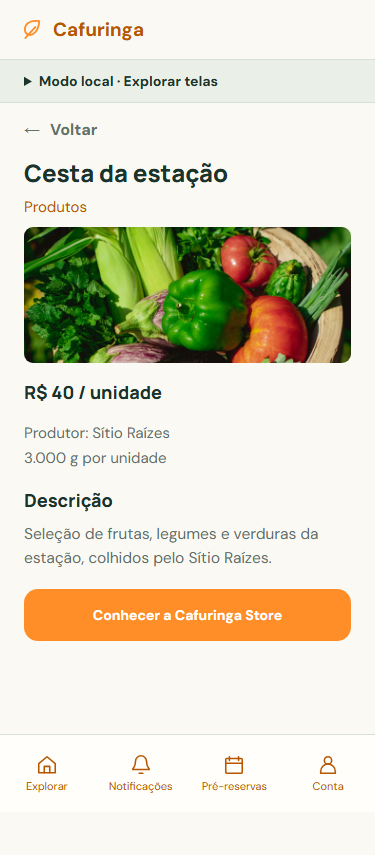 Cafuringa
Modo local · Explorar telas
← Voltar
Cesta da estação
Produtos
R$ 40 / unidade
Produtor: Sítio Raízes
3.000 g por unidade
Descrição
Seleção de frutas, legumes e verduras da
estação, colhidos pelo Sítio Raízes.
Conhecer a Cafuringa Store
Explorar
Notificações
Pré-reservas
Conta